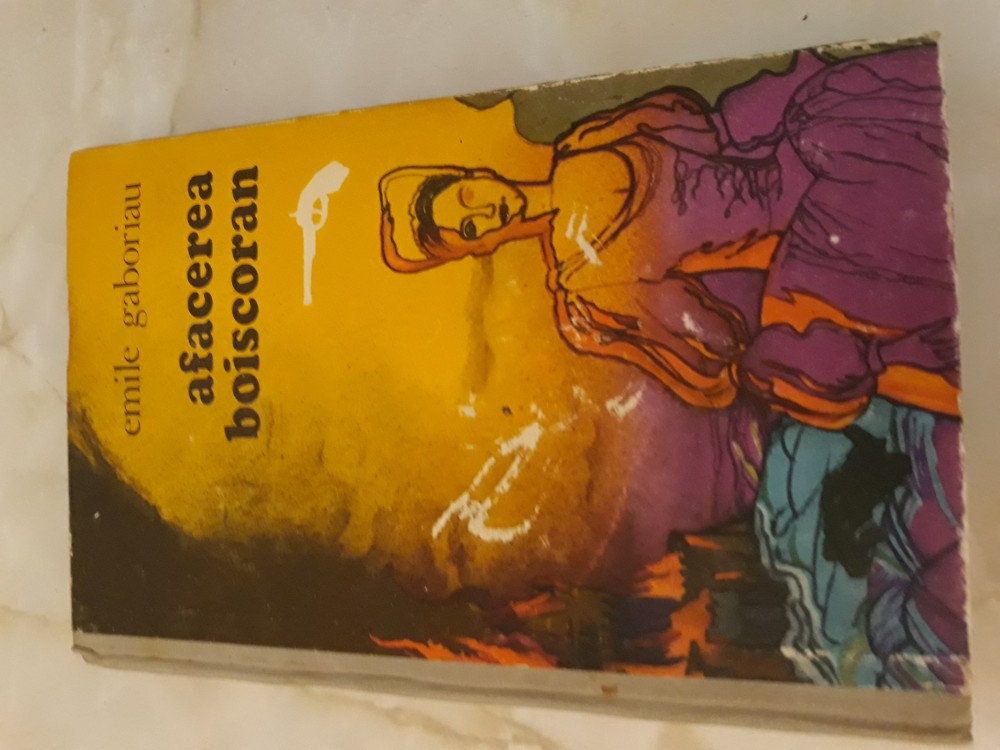 emile gaboriau
afacerea
boiscoran